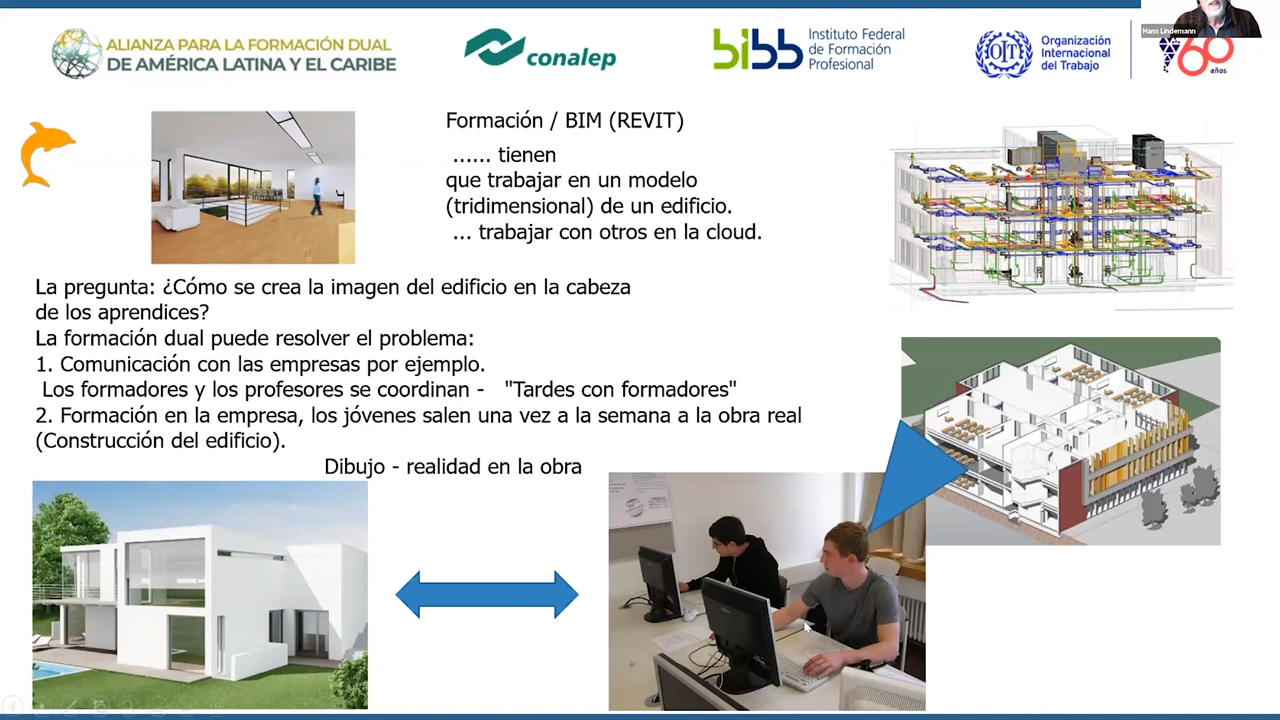 ALIANZA PARA LA FORMACIÓN DUAL
DE AMÉRICA LATINA Y EL CARIBE
conalep
bibb
Instituto Federal
de Formación
Profesional
OIT
Organización
Internacional
del Trabajo
60
años
Hans Lindemann
Formación / BIM (REVIT)
...... tienen
que trabajar en un modelo
(tridimensional) de un edificio.
... trabajar con otros en la cloud.
La pregunta: ¿Cómo se crea la imagen del edificio en la cabeza
de los aprendices?
La formación dual puede resolver el problema:
1. Comunicación con las empresas por ejemplo.
Los formadores y los profesores se coordinan - "Tardes con formadores"
2. Formación en la empresa, los jóvenes salen una vez a la semana a la obra real
(Construcción del edificio).
Dibujo - realidad en la obra